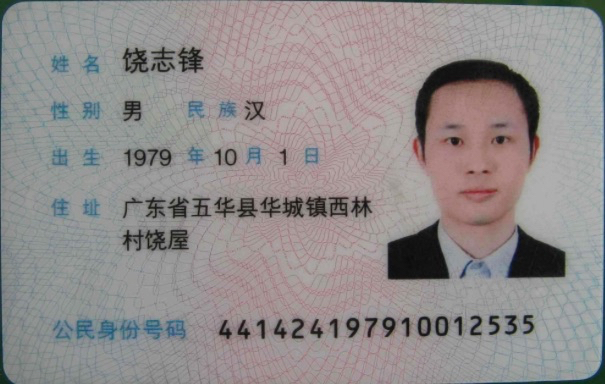 姓名 饶志锋
性别 男 民族 汉
出生 1979 年 10 月 1 日
住址 广东省五华县华城镇西林
村饶屋
公民身份号码 441424197910012535